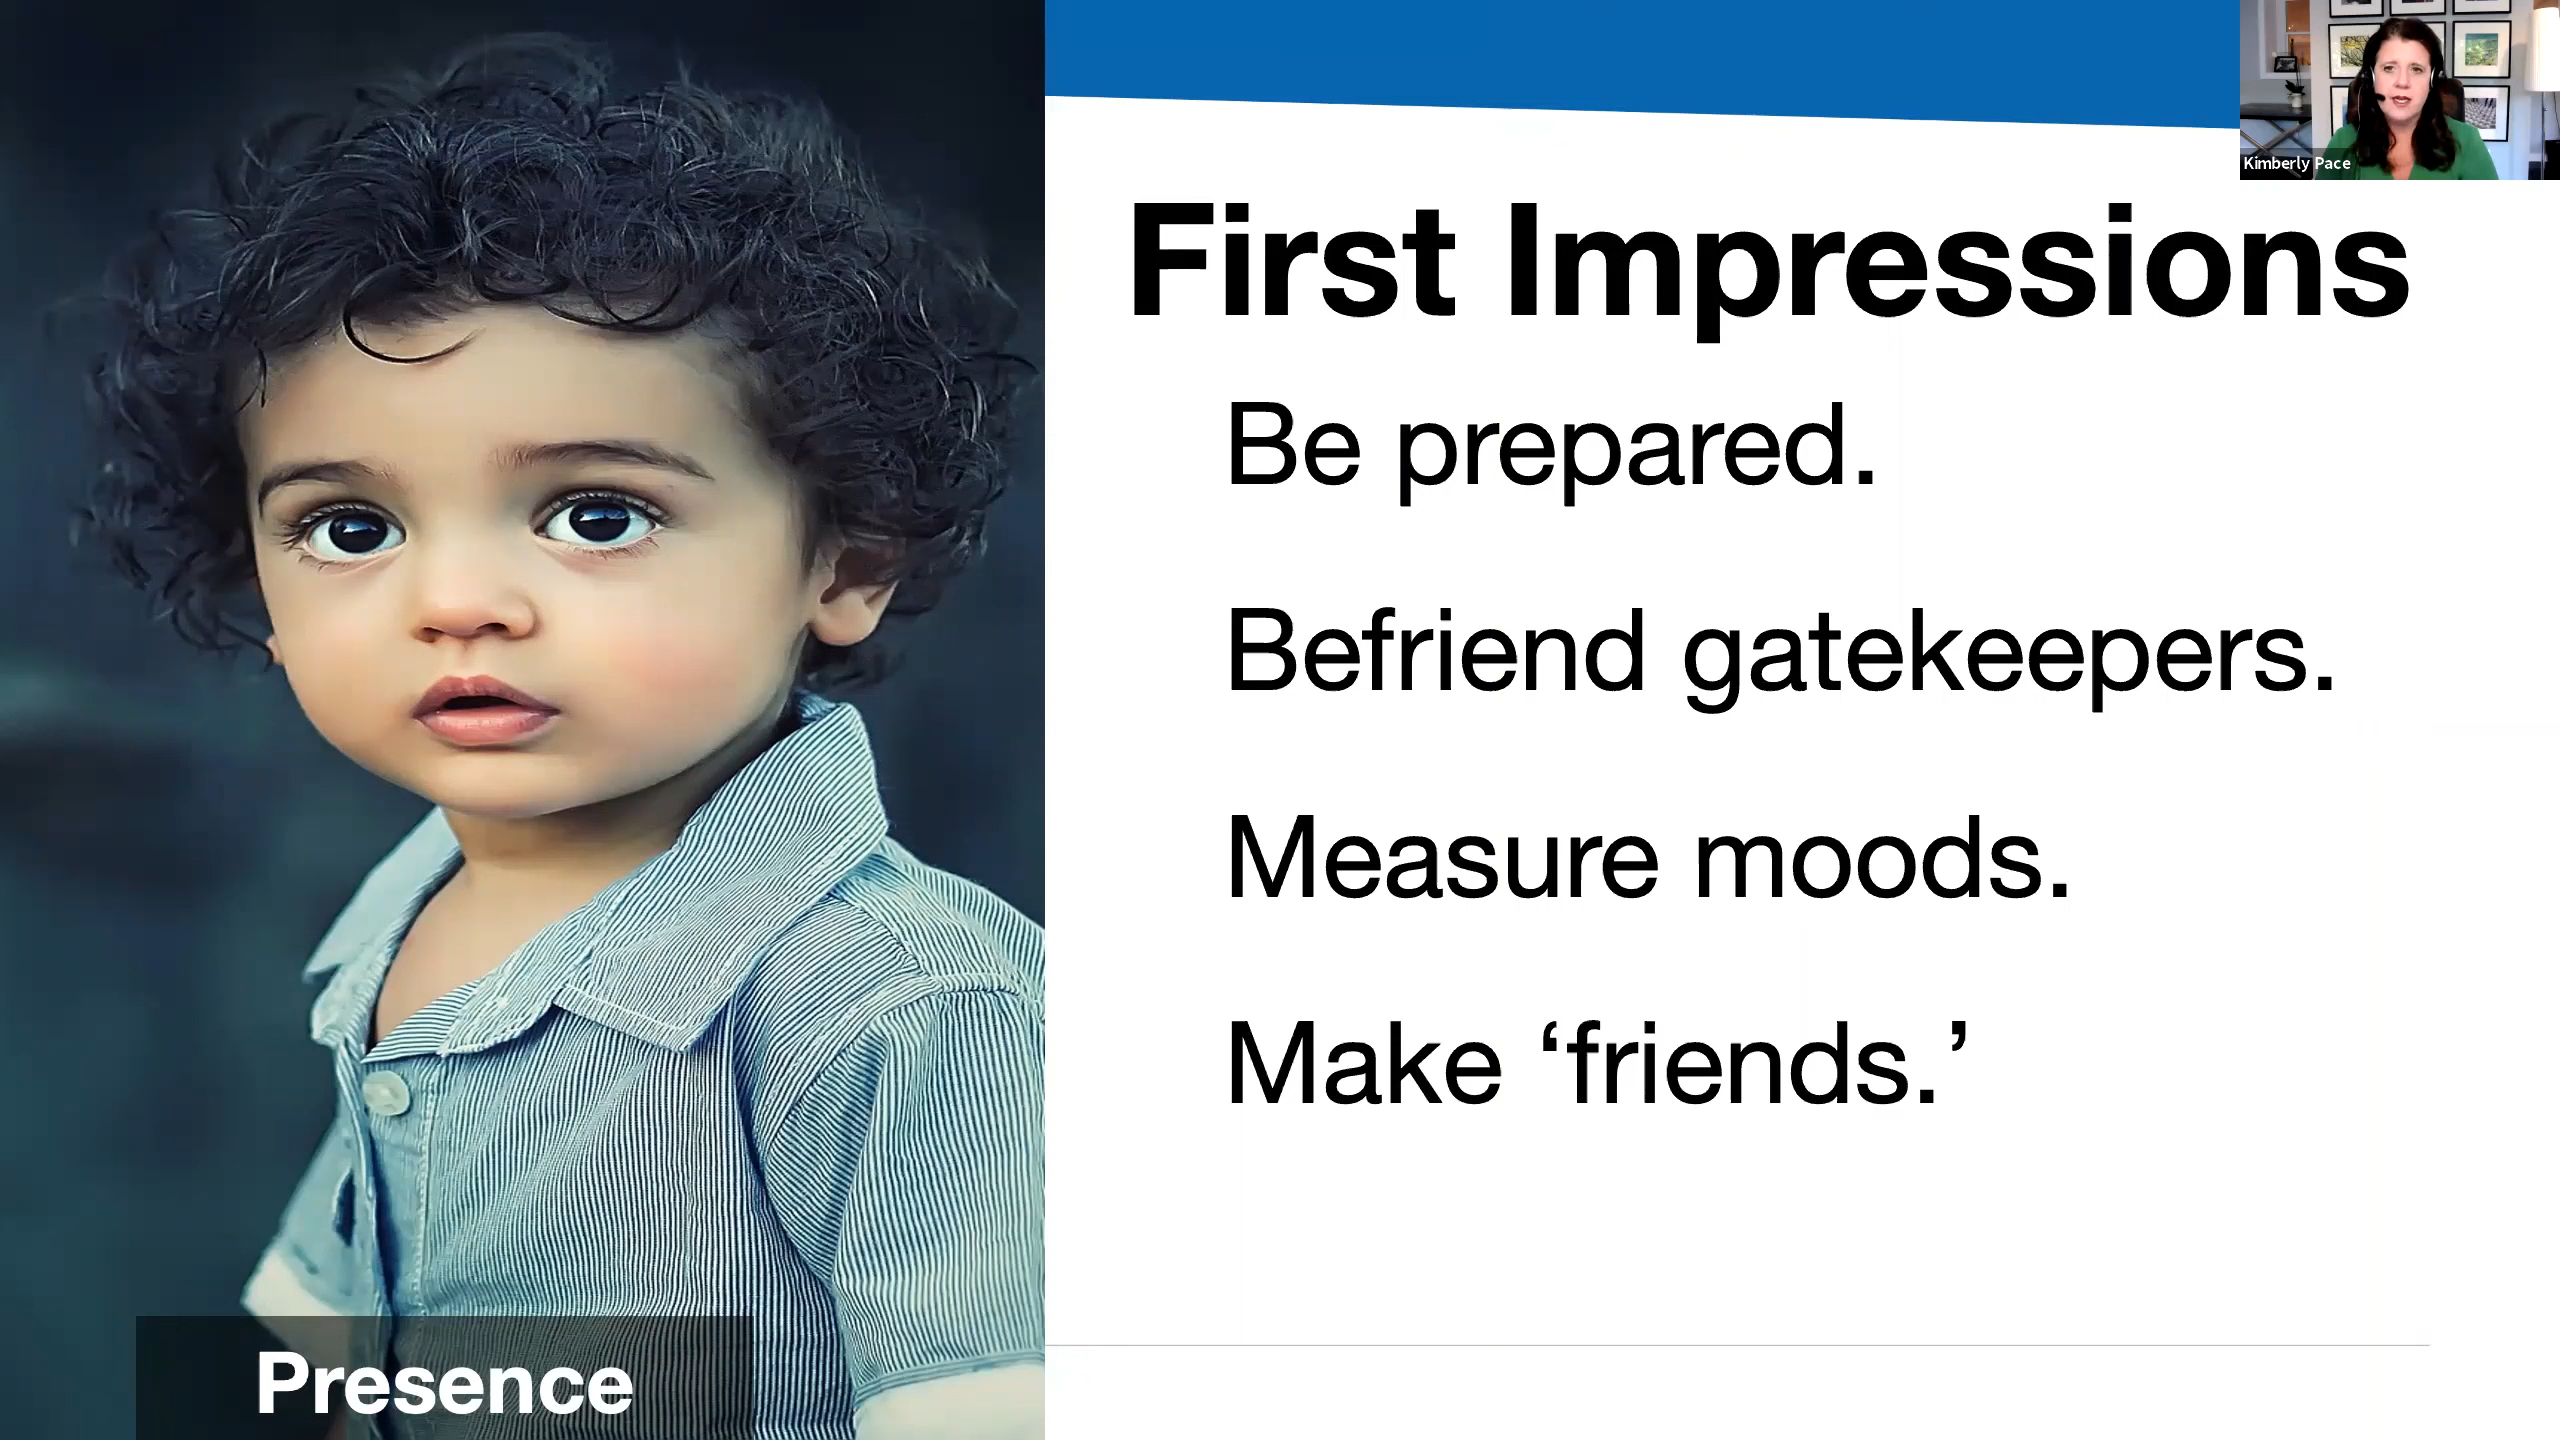 Kimberly Pace
First Impressions
Be prepared.
Befriend gatekeepers.
Measure moods.
Make ‘friends.’
Presence